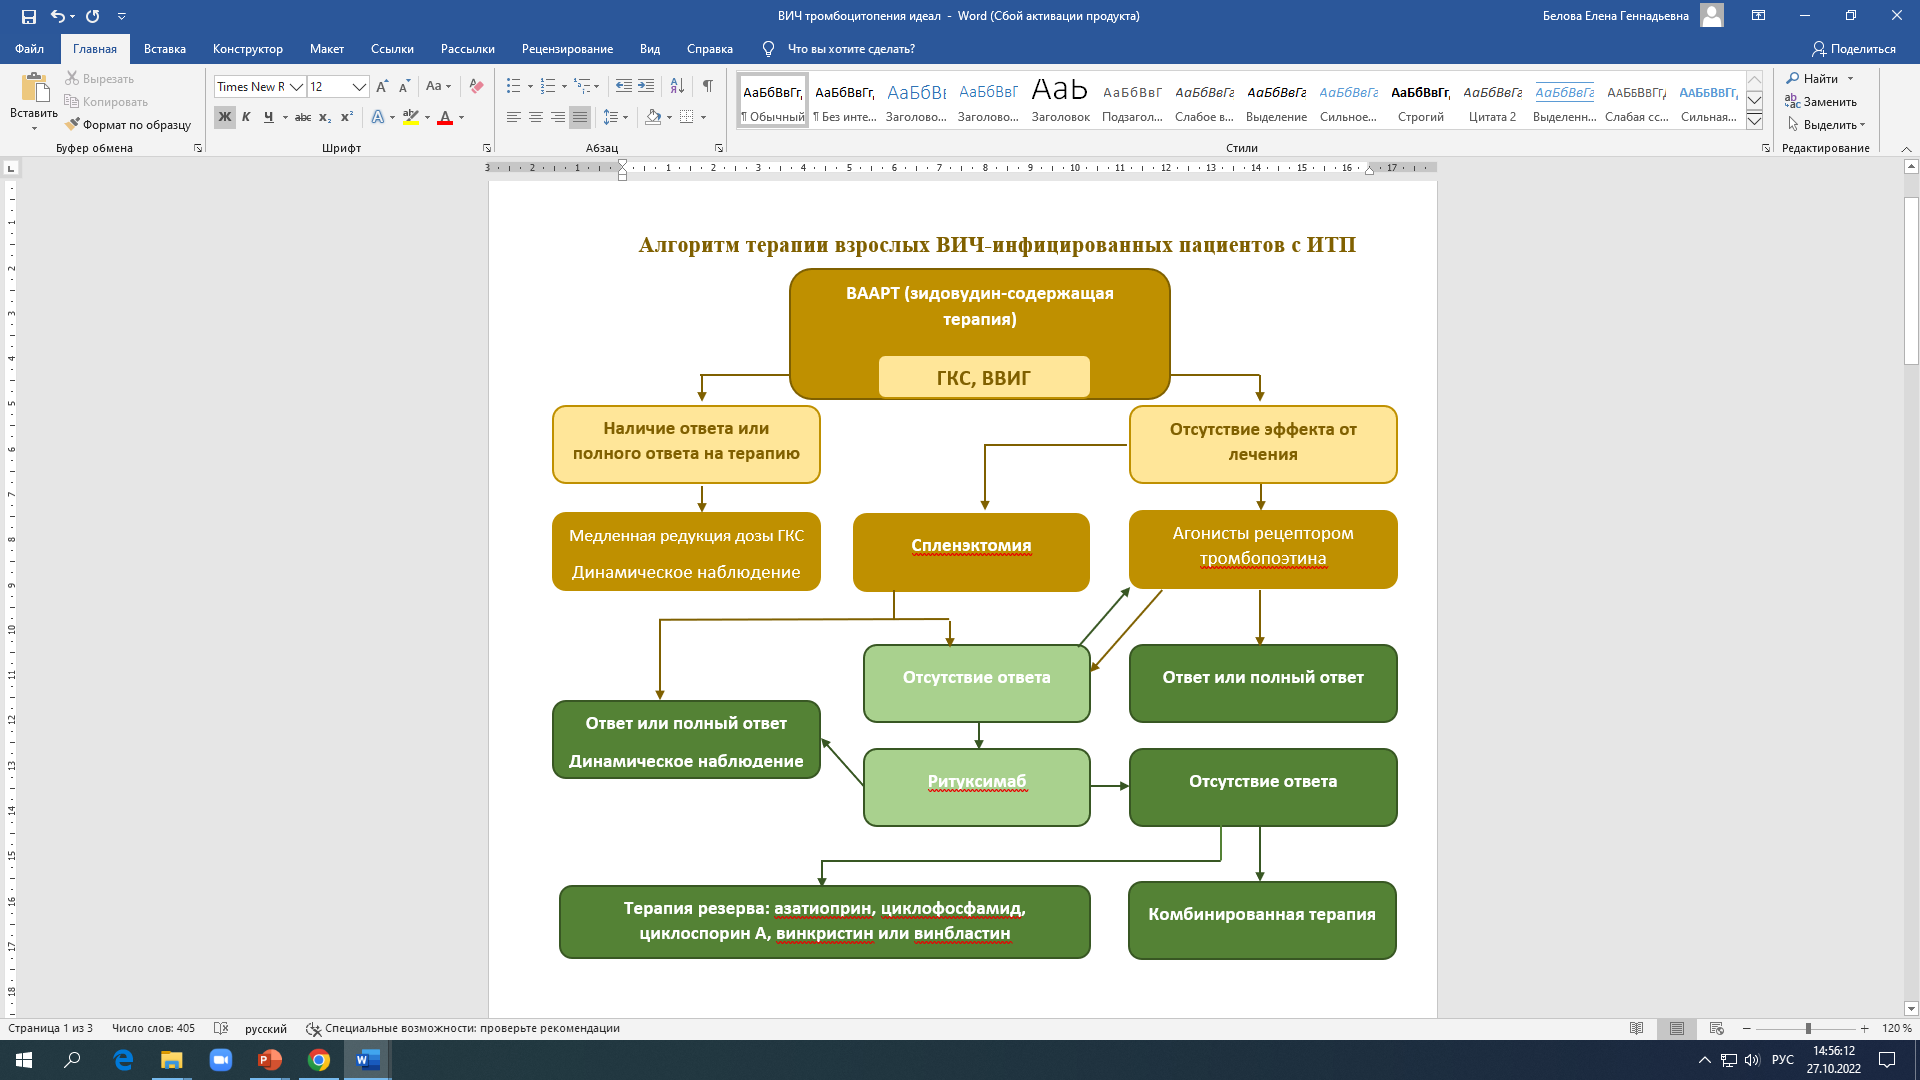 ВИЧ тромбоцитопения идеал - Word (Сбой активации продукта)
Белова Елена Геннадьевна
Файл
Главная
Вставка
Конструктор
Макет
Ссылки
Рассылки
Рецензирование
Вид
Справка
Что вы хотите сделать?
Поделиться
Вставить
Вырезать
Копировать
Формат по образцу
Буфер обмена
Times New R
12
Шрифт
Абзац
¶ Обычный
¶ Без инте...
Заголово...
Заголово...
Заголовок
Подзагол...
Слабое в...
Выделение
Сильное...
Строгий
Цитата 2
Выделенн...
Слабая сс...
Сильная...
Стили
Найти
Заменить
Выделить
Редактирование
Алгоритм терапии взрослых ВИЧ-инфицированных пациентов с ИТП
ВААРТ (зидовудин-содержащая
терапия)
ГКС, ВВИГ
Наличие ответа или
полного ответа на терапию
Отсутствие эффекта от
лечения
Медленная редукция дозы ГКС
Динамическое наблюдение
Спленэктомия
Агонисты рецептором
тромбопоэтина
Отсутствие ответа
Ответ или полный ответ
Ответ или полный ответ
Динамическое наблюдение
Ритуксимаб
Отсутствие ответа
Терапия резерва: азатиоприн, циклофосфамид,
циклоспорин А, винкристин или винбластин
Комбинированная терапия
Страница 1 из 3
Число слов: 405
русский
Специальные возможности: проверьте рекомендации
120 %
РУС
14:56:12
27.10.2022